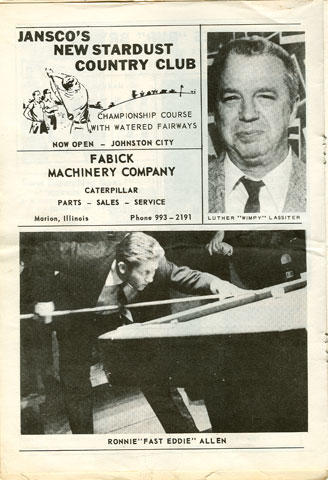 JANSCO'S
NEW STARDUST
COUNTRY CLUB
CHAMPIONSHIP COURSE
WITH WATERED FAIRWAYS
NOW OPEN – JOHNSTON CITY
FABICK
MACHINERY COMPANY
CATERPILLAR
PARTS – SALES – SERVICE
Marion, Illinois Phone 993–2191
LUTHER "WIMPY" LASSITER
RONNIE "FAST EDDIE" ALLEN